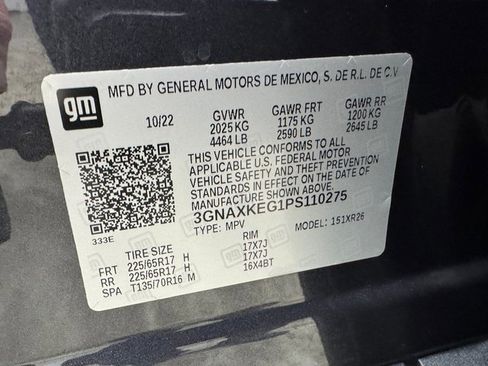 gm
MFD BY GENERAL MOTORS DE MEXICO, S. DE R.L. DE C.V.
10/22 GVWR GAWR FRT GAWR RR
2025 KG 1175 KG 1200 KG
4464 LB 2590 LB 2645 LB
THIS VEHICLE CONFORMS TO ALL
APPLICABLE U.S. FEDERAL MOTOR
VEHICLE SAFETY AND THEFT PREVENTION
STANDARDS IN EFFECT ON THE DATE OF
MANUFACTURE SHOWN ABOVE.
3GNAXKEG1PS110275
333E TYPE: MPV MODEL: 151XR26
TIRE SIZE RIM
FRT 225/65R17 H 17X7J
RR 225/65R17 H 17X7J
SPA T135/70R16 M 16X4BT